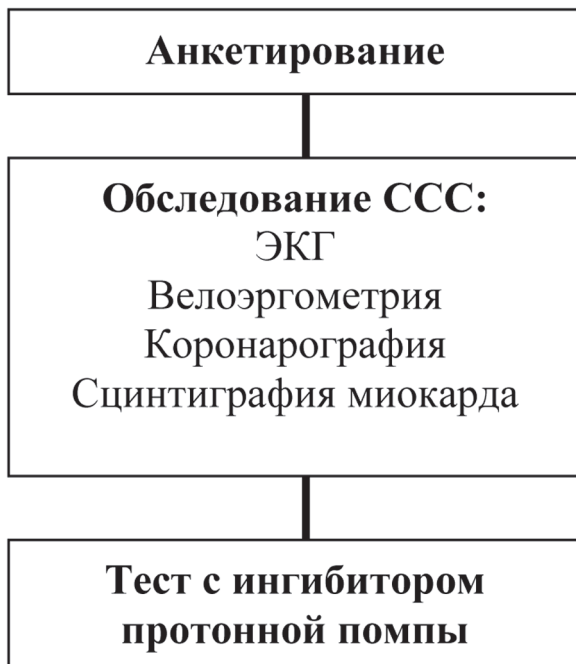 Анкетирование
Обследование ССС:
ЭКГ
Велоэргометрия
Коронарография
Сцинтиграфия миокарда
Тест с ингибитором
протонной помпы